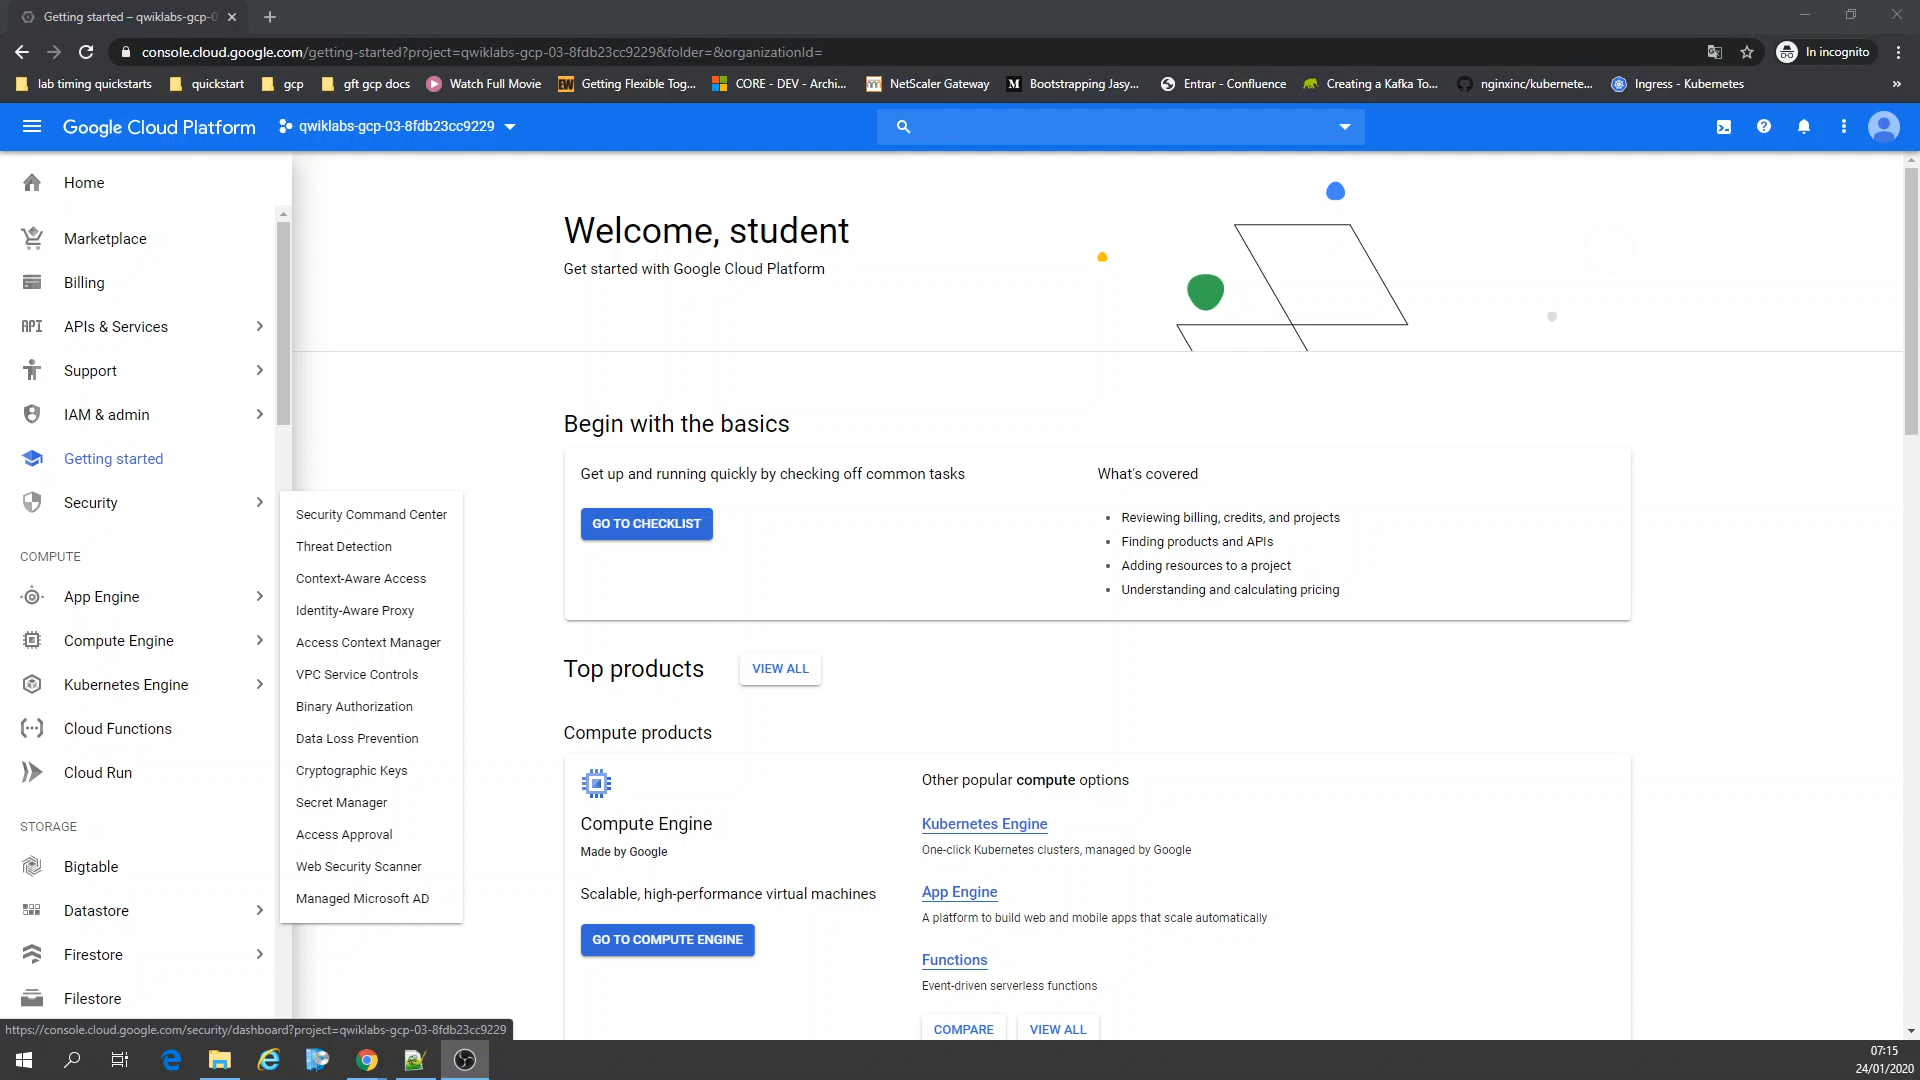 Getting started – qwiklabs-gcp-0
console.cloud.google.com/getting-started?project=qwiklabs-gcp-03-8fdb23cc9229&folder=&organizationId=
In incognito
lab timing quickstarts
quickstart
gcp
gft gcp docs
Watch Full Movie
EW
Getting Flexible Tog...
CORE - DEV - Archi...
NetScaler Gateway
M
Bootstrapping Jasy...
Entrar - Confluence
Creating a Kafka To...
nginxinc/kubernete...
Ingress - Kubernetes
»
Google Cloud Platform
qwiklabs-gcp-03-8fdb23cc9229
Home
Marketplace
Billing
API
APIs & Services
Support
IAM & admin
Getting started
Security
COMPUTE
App Engine
Compute Engine
Kubernetes Engine
Cloud Functions
Cloud Run
STORAGE
Bigtable
Datastore
Firestore
Filestore
Security Command Center
Threat Detection
Context-Aware Access
Identity-Aware Proxy
Access Context Manager
VPC Service Controls
Binary Authorization
Data Loss Prevention
Cryptographic Keys
Secret Manager
Access Approval
Web Security Scanner
Managed Microsoft AD
Welcome, student
Get started with Google Cloud Platform
Begin with the basics
Get up and running quickly by checking off common tasks
GO TO CHECKLIST
What's covered
Reviewing billing, credits, and projects
Finding products and APIs
Adding resources to a project
Understanding and calculating pricing
Top products
VIEW ALL
Compute products
Compute Engine
Made by Google
Scalable, high-performance virtual machines
GO TO COMPUTE ENGINE
Other popular compute options
Kubernetes Engine
One-click Kubernetes clusters, managed by Google
App Engine
A platform to build web and mobile apps that scale automatically
Functions
Event-driven serverless functions
COMPARE
VIEW ALL
https://console.cloud.google.com/security/dashboard?project=qwiklabs-gcp-03-8fdb23cc9229
07:15
24/01/2020